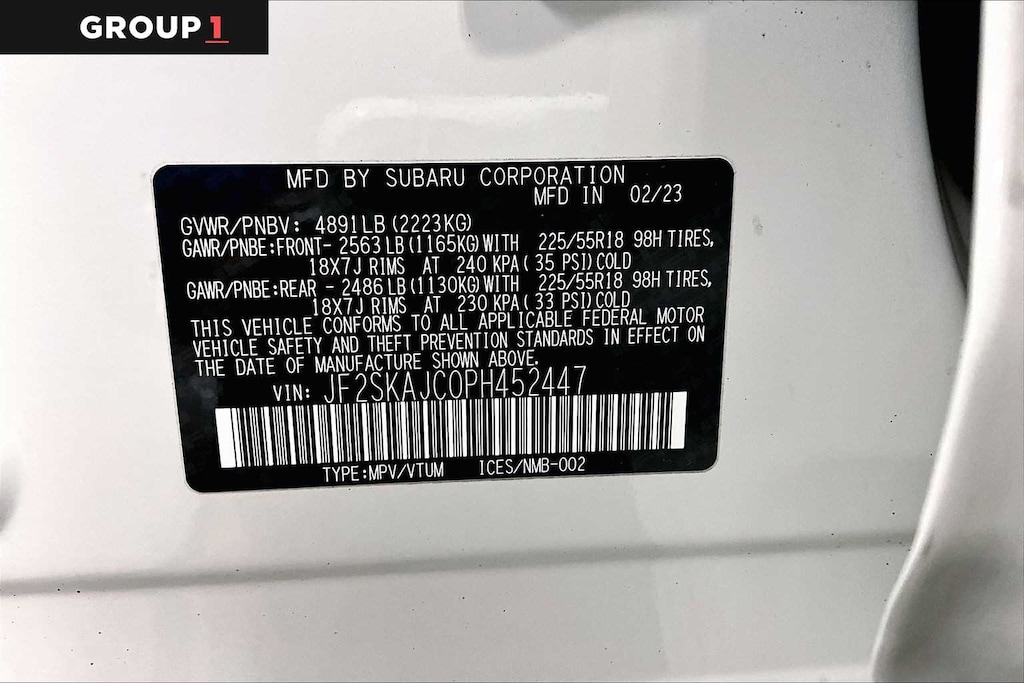 GROUP 1
MFD BY SUBARU CORPORATION
MFD IN 02/23
GVWR/PNBV: 4891LB (2223KG)
GAWR/PNBE:FRONT- 2563 LB (1165KG) WITH 225/55R18 98H TIRES,
18X7J RIMS AT 240 KPA ( 35 PSI) COLD
GAWR/PNBE:REAR - 2486 LB (1130KG) WITH 225/55R18 98H TIRES,
18X7J RIMS AT 230 KPA ( 33 PSI) COLD
THIS VEHICLE CONFORMS TO ALL APPLICABLE FEDERAL MOTOR
VEHICLE SAFETY AND THEFT PREVENTION STANDARDS IN EFFECT ON
THE DATE OF MANUFACTURE SHOWN ABOVE.
VIN: JF2SKAJC0PH452447
TYPE:MPV/VTUM ICES/NMB-002